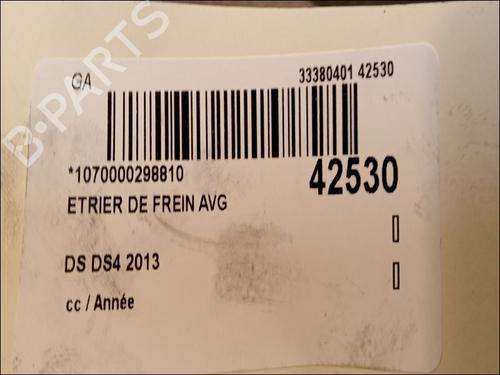 GA
33380401 42530
*1070000298810
42530
ETRIER DE FREIN AVG
DS DS4 2013
cc / Année
B-PARTS